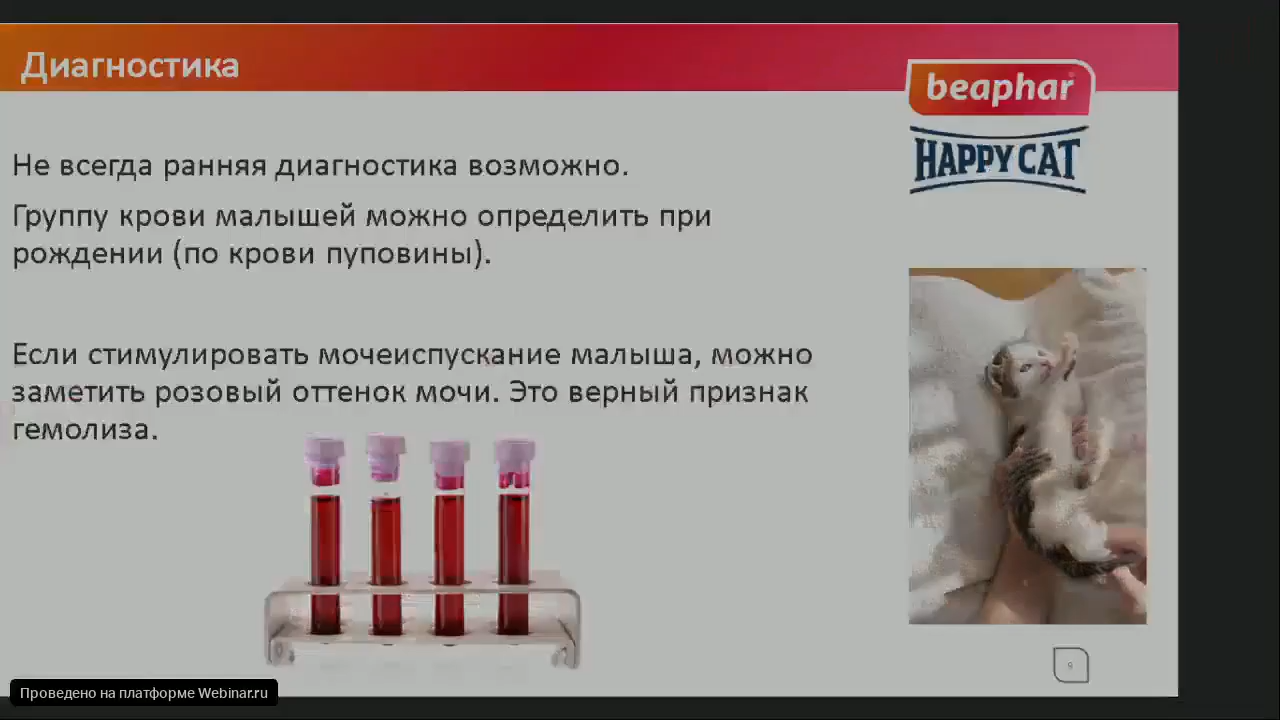 Диагностика
beaphar
HAPPY CAT
Не всегда ранняя диагностика возможно.
Группу крови малышей можно определить при
рождении (по крови пуповины).
Если стимулировать мочеиспускание малыша, можно
заметить розовый оттенок мочи. Это верный признак
гемолиза.
9
Проведено на платформе Webinar.ru